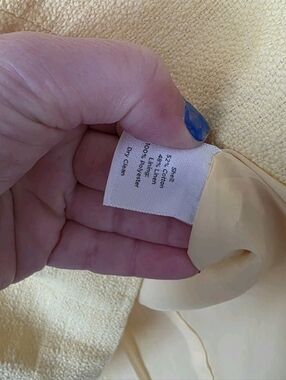 Shell
52% Cotton
48% Linen
Lining:
100% Polyester
Dry Clean